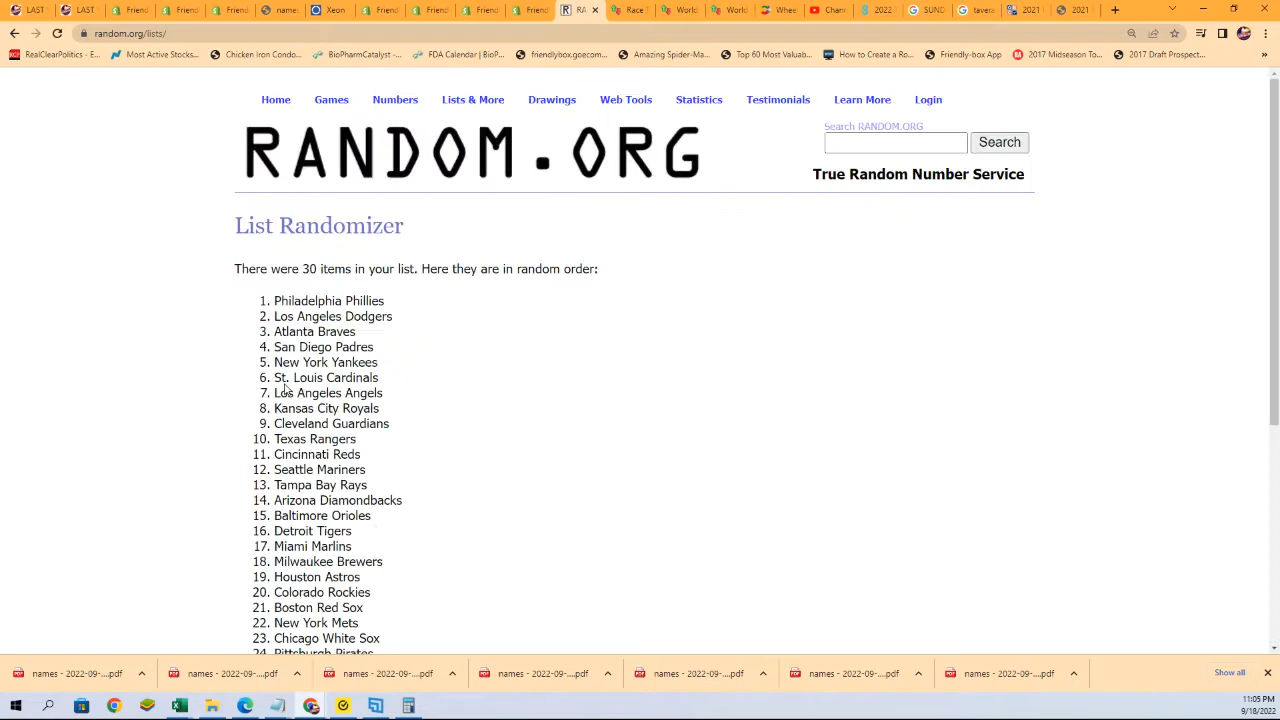 LAST
LAST
Friend
Friend
Friend
name:
Xeon
Friend
Friend
Friend
Friend
RA
Race
World
World
Whee
Chami
2022
SUND
tavera
2021
2021
random.org/lists/
RealClearPolitics - E...
Most Active Stocks...
Chicken Iron Condo...
BioPharmCatalyst -...
FDA Calendar | BioP...
friendlybox.goecom...
Amazing Spider-Ma...
Top 60 Most Valuab...
How to Create a Ro...
Friendly-box App
2017 Midseason To...
2017 Draft Prospect...
Home Games Numbers Lists & More Drawings Web Tools Statistics Testimonials Learn More Login
RANDOM.ORG
Search RANDOM.ORG
Search
True Random Number Service
List Randomizer
There were 30 items in your list. Here they are in random order:
1. Philadelphia Phillies
2. Los Angeles Dodgers
3. Atlanta Braves
4. San Diego Padres
5. New York Yankees
6. St. Louis Cardinals
7. Los Angeles Angels
8. Kansas City Royals
9. Cleveland Guardians
10. Texas Rangers
11. Cincinnati Reds
12. Seattle Mariners
13. Tampa Bay Rays
14. Arizona Diamondbacks
15. Baltimore Orioles
16. Detroit Tigers
17. Miami Marlins
18. Milwaukee Brewers
19. Houston Astros
20. Colorado Rockies
21. Boston Red Sox
22. New York Mets
23. Chicago White Sox
24. Pittsburgh Pirates
names - 2022-09-....pdf
names - 2022-09-....pdf
names - 2022-09-....pdf
names - 2022-09-....pdf
names - 2022-09-....pdf
names - 2022-09-....pdf
names - 2022-09-....pdf
Show all
11:05 PM
9/18/2022